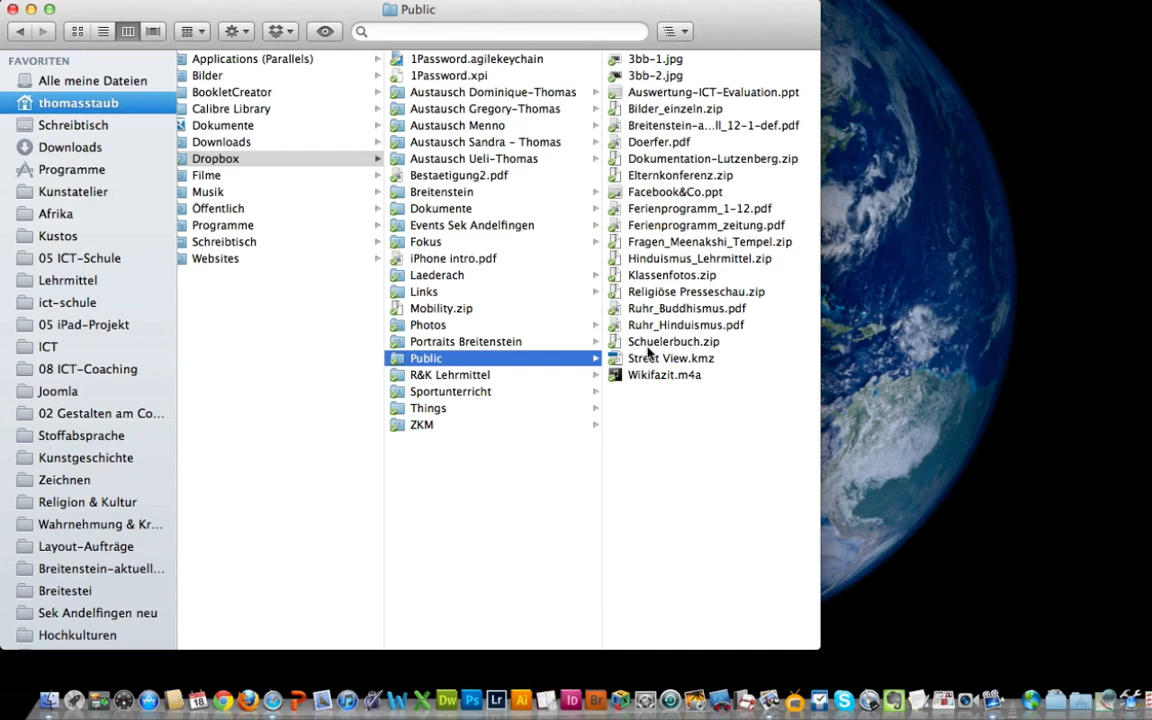 Public
FAVORITEN
Alle meine Dateien
thomasstaub
Schreibtisch
Downloads
Programme
Kunstatelier
Afrika
Kustos
05 ICT-Schule
Lehrmittel
ict-schule
05 iPad-Projekt
ICT
08 ICT-Coaching
Joomla
02 Gestalten am Co...
Stoffabsprache
Kunstgeschichte
Zeichnen
Religion & Kultur
Wahrnehmung & Kr...
Layout-Aufträge
Breitenstein-aktuell...
Breitestei
Sek Andelfingen neu
Hochkulturen
Applications (Parallels)
Bilder
BookletCreator
Calibre Library
Dokumente
Downloads
Dropbox
Filme
Musik
Öffentlich
Programme
Schreibtisch
Websites
1Password.agilekeychain
1Password.xpi
Austausch Dominique-Thomas
Austausch Gregory-Thomas
Austausch Menno
Austausch Sandra - Thomas
Austausch Ueli-Thomas
Bestaetigung2.pdf
Breitenstein
Dokumente
Events Sek Andelfingen
Fokus
iPhone intro.pdf
Laederach
Links
Mobility.zip
Photos
Portraits Breitenstein
Public
R&K Lehrmittel
Sportunterricht
Things
ZKM
3bb-1.jpg
3bb-2.jpg
Auswertung-ICT-Evaluation.ppt
Bilder_einzeln.zip
Breitenstein-a...ll_12-1-def.pdf
Doerfer.pdf
Dokumentation-Lutzenberg.zip
Elternkonferenz.zip
Facebook&Co.ppt
Ferienprogramm_1-12.pdf
Ferienprogramm_zeitung.pdf
Fragen_Meenakshi_Tempel.zip
Hinduismus_Lehrmittel.zip
Klassenfotos.zip
Religiöse Presseschau.zip
Ruhr_Buddhismus.pdf
Ruhr_Hinduismus.pdf
Schuelerbuch.zip
Street View.kmz
Wikifazit.m4a
18
Dw
Ps
Lr
Ai
Id
Br